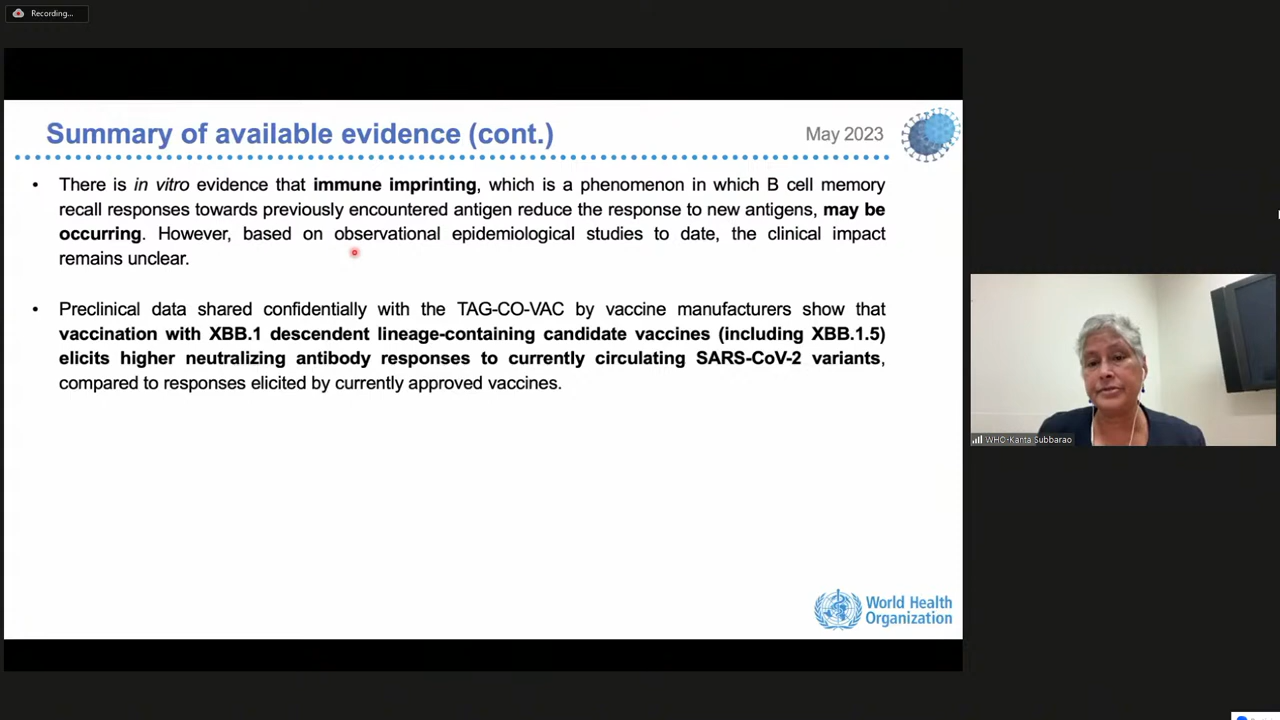 Recording...
Summary of available evidence (cont.)
May 2023
• There is in vitro evidence that immune imprinting, which is a phenomenon in which B cell memory
recall responses towards previously encountered antigen reduce the response to new antigens, may be
occurring. However, based on observational epidemiological studies to date, the clinical impact
remains unclear.
• Preclinical data shared confidentially with the TAG-CO-VAC by vaccine manufacturers show that
vaccination with XBB.1 descendent lineage-containing candidate vaccines (including XBB.1.5)
elicits higher neutralizing antibody responses to currently circulating SARS-CoV-2 variants,
compared to responses elicited by currently approved vaccines.
WHO-Kanta Subbarao
World Health
Organization